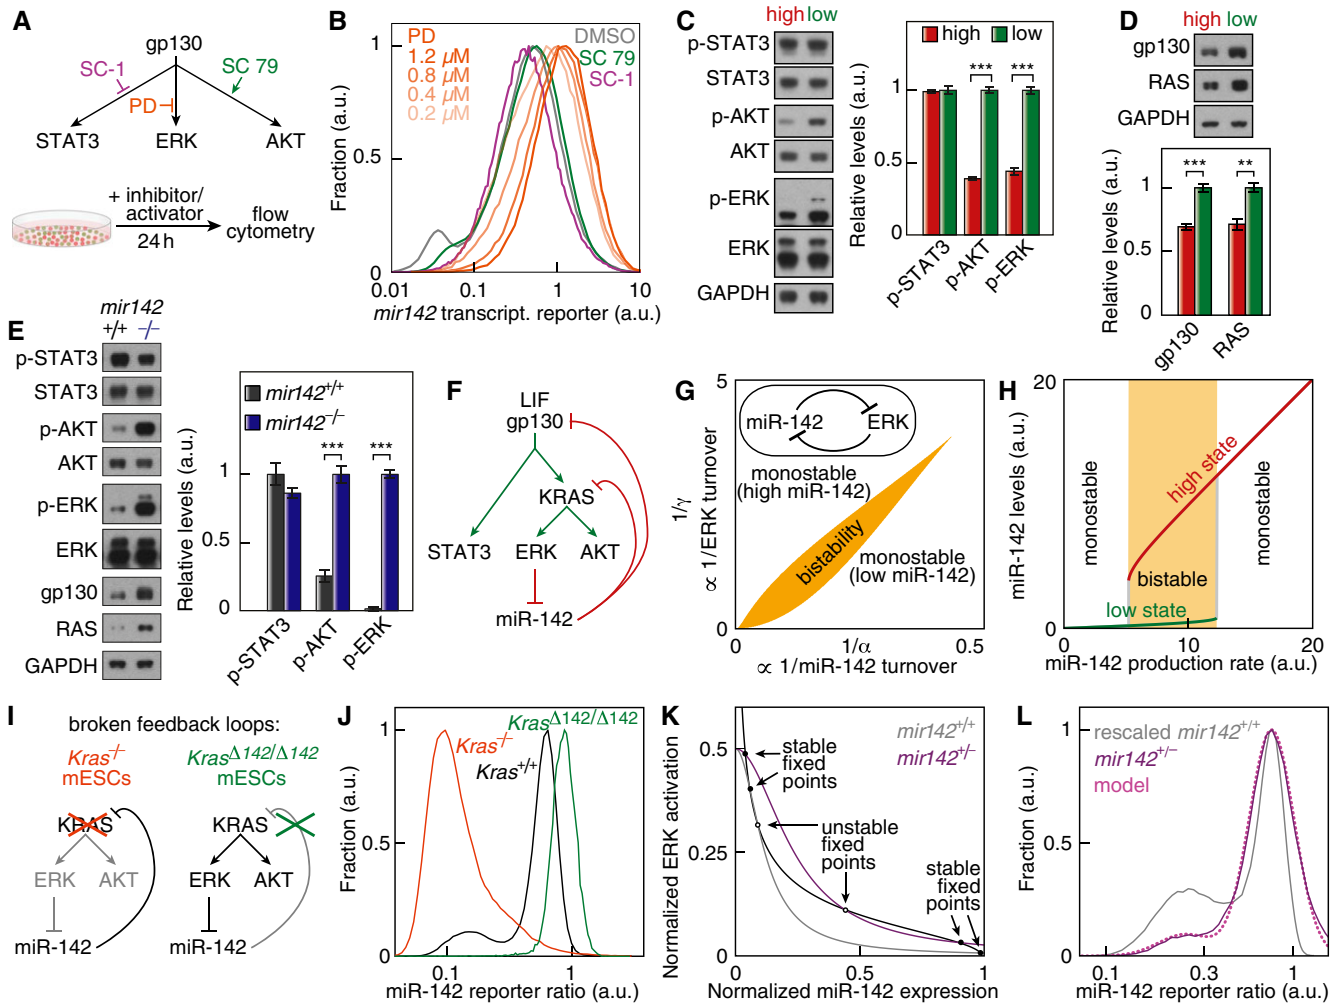 A
gp130
SC-1
SC 79
PD
STAT3
ERK
AKT
+ inhibitor/
activator
24 h
flow
cytometry
B
PD
1.2 µM
0.8 µM
0.4 µM
0.2 µM
DMSO
SC 79
SC-1
Fraction (a.u.)
1
0.5
0
0.01
0.1
1
10
mir142 transcript. reporter (a.u.)
C
high low
p-STAT3
STAT3
p-AKT
AKT
p-ERK
ERK
GAPDH
high
low
***
***
Relative levels (a.u.)
1
0.5
0
p-STAT3
p-AKT
p-ERK
D
high low
gp130
RAS
GAPDH
***
**
Relative levels (a.u.)
1
0.5
0
gp130
RAS
E
mir142
+/+ −/−
p-STAT3
STAT3
p-AKT
AKT
p-ERK
ERK
gp130
RAS
GAPDH
mir142+/+
mir142−/−
***
***
Relative levels (a.u.)
1
0.5
0
p-STAT3
p-AKT
p-ERK
F
LIF
gp130
KRAS
STAT3
ERK
AKT
miR-142
G
5
miR-142
ERK
monostable
(high miR-142)
bistability
monostable
(low miR-142)
1/γ
∝ 1/ERK turnover
0
0
1/α
0.5
∝ 1/miR-142 turnover
H
20
miR-142 levels (a.u.)
monostable
high state
bistable
low state
monostable
0
0
10
20
miR-142 production rate (a.u.)
I
broken feedback loops:
Kras−/−
mESCs
KrasΔ142/Δ142
mESCs
KRAS
ERK
AKT
miR-142
KRAS
ERK
AKT
miR-142
J
KrasΔ142/Δ142
Kras−/−
Kras+/+
Fraction (a.u.)
1
0.5
0
0.1
1
miR-142 reporter ratio (a.u.)
K
mir142+/+
mir142+/−
stable
fixed
points
unstable
fixed
points
stable
fixed
points
Normalized ERK activation
0.5
0.25
0
0
0.5
1
Normalized miR-142 expression
L
rescaled mir142+/+
mir142+/−
model
Fraction (a.u.)
1
0.5
0
0.1
0.3
1
miR-142 reporter ratio (a.u.)